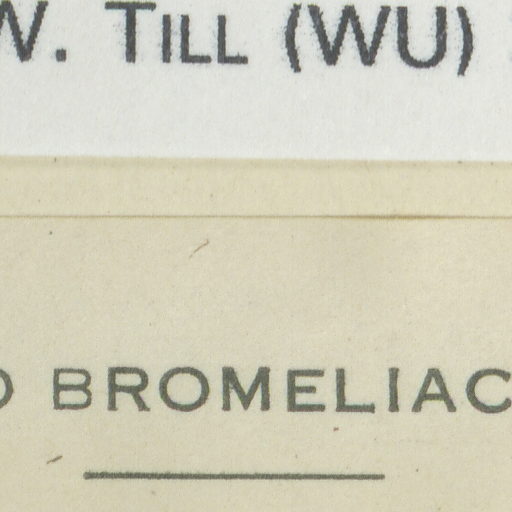 W. TILL (WU)
O BROMELIAC